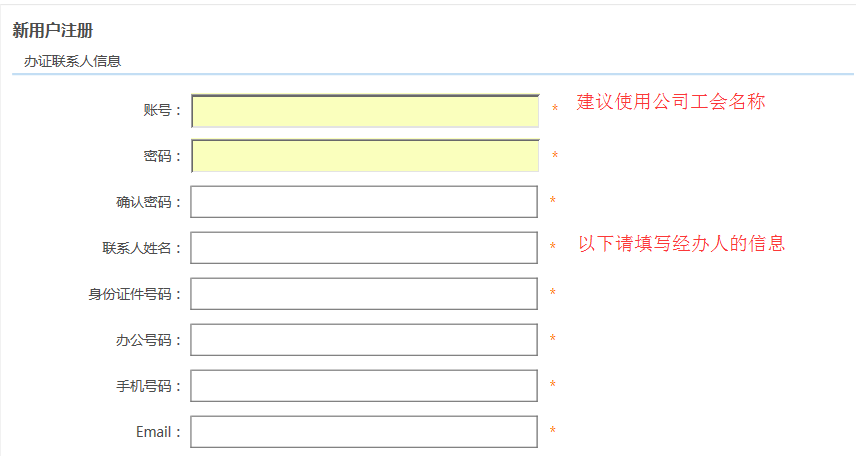 新用户注册
办证联系人信息
账号： * 建议使用公司工会名称
密码： *
确认密码： *
联系人姓名： * 以下请填写经办人的信息
身份证件号码： *
办公号码： *
手机号码： *
Email： *